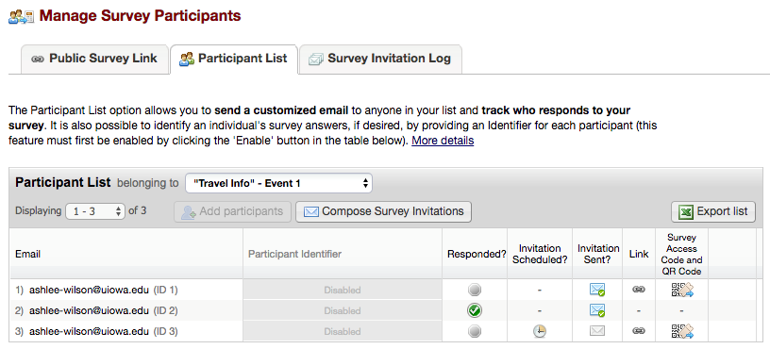 Manage Survey Participants
Public Survey Link Participant List Survey Invitation Log
The Participant List option allows you to send a customized email to anyone in your list and track who responds to your
survey. It is also possible to identify an individual's survey answers, if desired, by providing an Identifier for each participant (this
feature must first be enabled by clicking the 'Enable' button in the table below). More details
Participant List belonging to "Travel Info" - Event 1
Displaying 1 - 3 of 3 Add participants Compose Survey Invitations Export list
Email Participant Identifier Responded? Invitation Scheduled? Invitation Sent? Link Survey Access Code and QR Code
1) ashlee-wilson@uiowa.edu (ID 1) Disabled -
2) ashlee-wilson@uiowa.edu (ID 2) Disabled - - -
3) ashlee-wilson@uiowa.edu (ID 3) Disabled